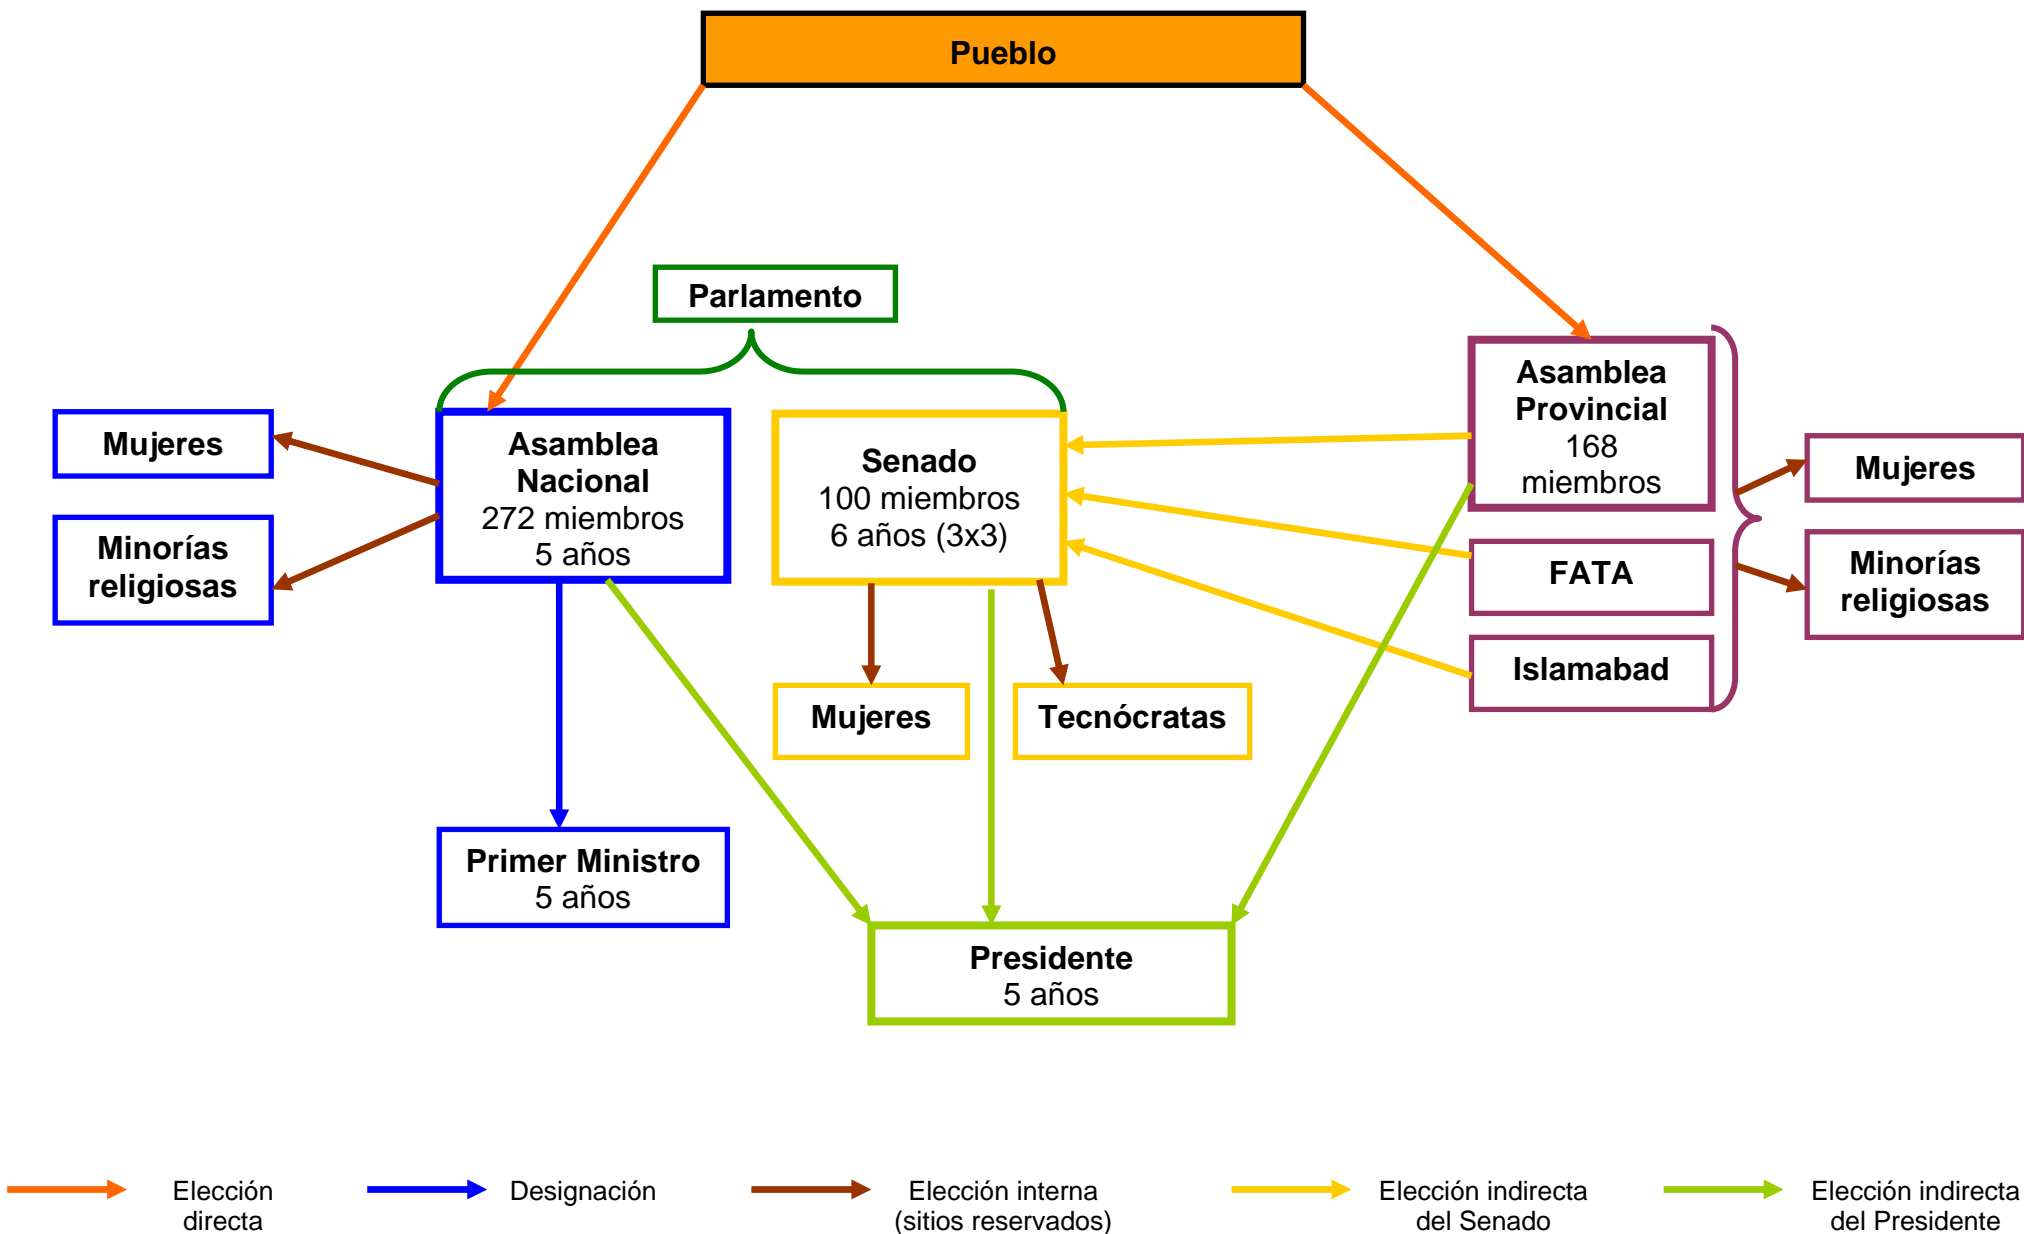 Pueblo
Parlamento
Asamblea
Provincial
168
miembros
Mujeres
Asamblea
Nacional
272 miembros
5 años
Senado
100 miembros
6 años (3x3)
Mujeres
Minorías
religiosas
FATA
Minorías
religiosas
Islamabad
Mujeres
Tecnócratas
Primer Ministro
5 años
Presidente
5 años
Elección
directa
Designación
Elección interna
(sitios reservados)
Elección indirecta
del Senado
Elección indirecta
del Presidente